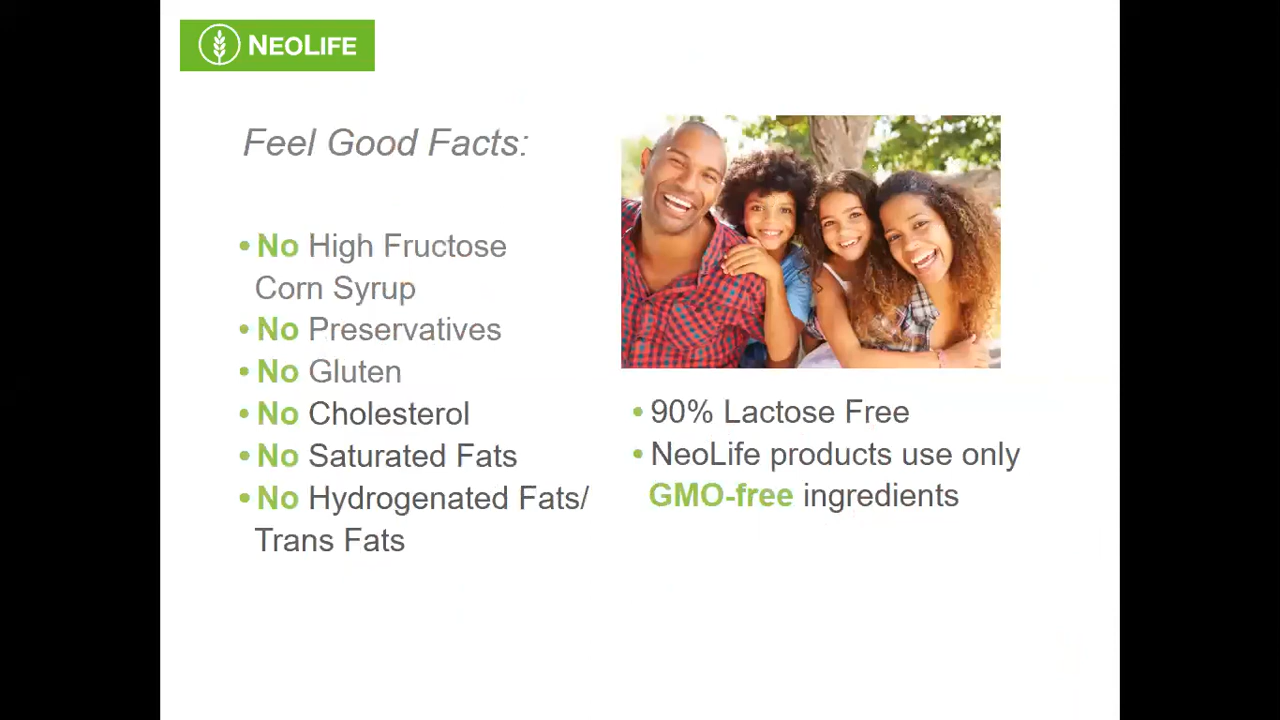 NEOLIFE
Feel Good Facts:
• No High Fructose
Corn Syrup
• No Preservatives
• No Gluten
• No Cholesterol
• No Saturated Fats
• No Hydrogenated Fats/
Trans Fats
• 90% Lactose Free
• NeoLife products use only
GMO-free ingredients